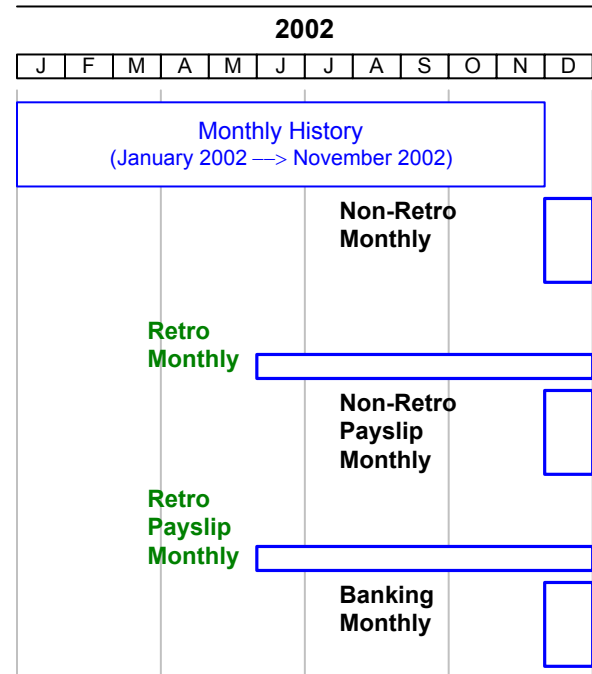 2002
J F M A M J J A S O N D
Monthly History
(January 2002 —-> November 2002)
Non-Retro
Monthly
Retro
Monthly
Non-Retro
Payslip
Monthly
Retro
Payslip
Monthly
Banking
Monthly